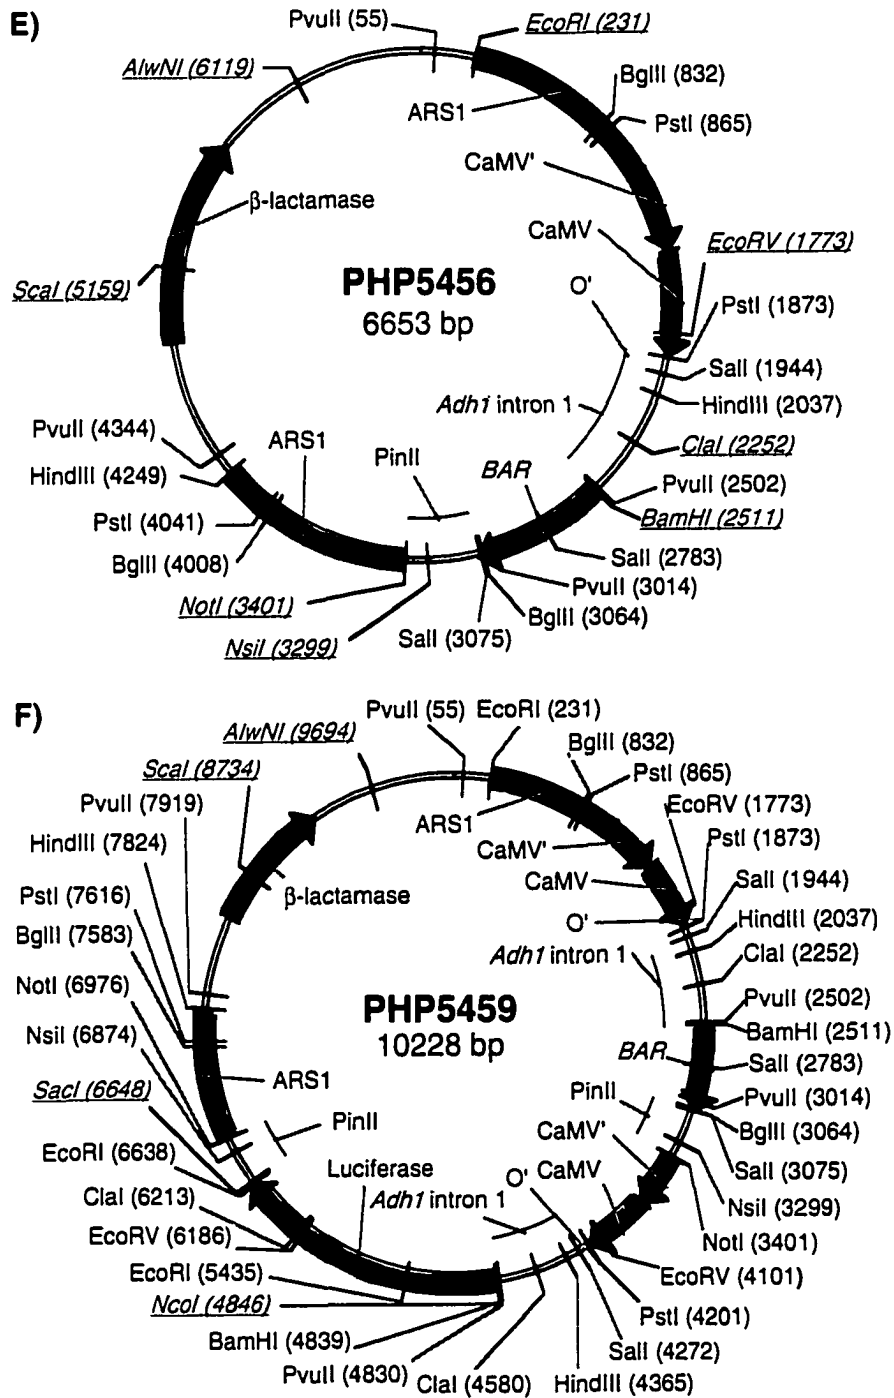 E)
PvuII (55)
EcoRI (231)
AlwNI (6119)
BglII (832)
ARS1
PstI (865)
CaMV'
β-lactamase
CaMV
EcoRV (1773)
ScaI (5159)
PHP5456
6653 bp
O'
PstI (1873)
SalI (1944)
HindIII (2037)
Adh1 intron 1
ClaI (2252)
PvuII (4344)
ARS1
PinII
BAR
HindIII (4249)
PvuII (2502)
BamHI (2511)
PstI (4041)
SalI (2783)
BglII (4008)
PvuII (3014)
NotI (3401)
BglII (3064)
NsiI (3299)
SalI (3075)
F)
PvuII (55)
EcoRI (231)
AlwNI (9694)
BglII (832)
ScaI (8734)
PstI (865)
PvuII (7919)
ARS1
EcoRV (1773)
HindIII (7824)
CaMV'
PstI (1873)
PstI (7616)
β-lactamase
CaMV
SalI (1944)
BglII (7583)
O'
HindIII (2037)
Adh1 intron 1
ClaI (2252)
NotI (6976)
PHP5459
10228 bp
PvuII (2502)
NsiI (6874)
BamHI (2511)
BAR
SalI (2783)
SacI (6648)
ARS1
PinII
PvuII (3014)
PinII
BglII (3064)
EcoRI (6638)
CaMV'
SalI (3075)
Luciferase
O'
CaMV
ClaI (6213)
Adh1 intron 1
NsiI (3299)
EcoRV (6186)
NotI (3401)
EcoRI (5435)
EcoRV (4101)
NcoI (4846)
PstI (4201)
BamHI (4839)
SalI (4272)
PvuII (4830)
ClaI (4580)
HindIII (4365)